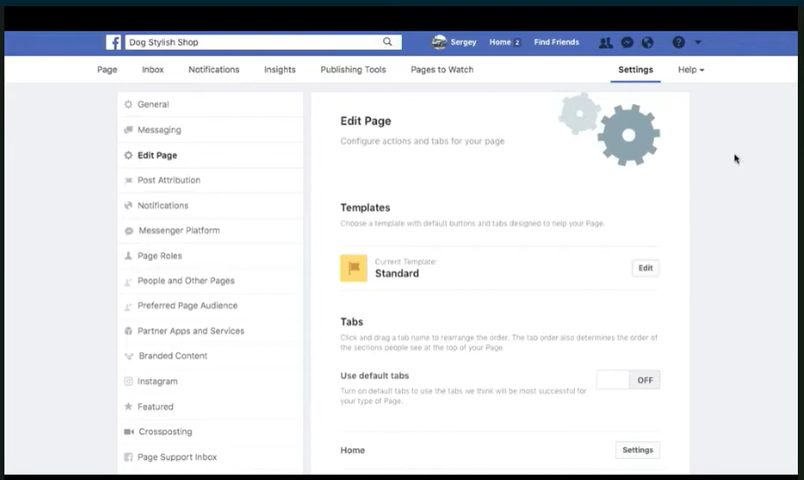 Dog Stylish Shop
Sergey
Home 2
Find Friends
Page
Inbox
Notifications
Insights
Publishing Tools
Pages to Watch
Settings
Help
General
Messaging
Edit Page
Post Attribution
Notifications
Messenger Platform
Page Roles
People and Other Pages
Preferred Page Audience
Partner Apps and Services
Branded Content
Instagram
Featured
Crossposting
Page Support Inbox
Edit Page
Configure actions and tabs for your page
Templates
Choose a template with default buttons and tabs designed to help your Page.
Current Template:
Standard
Edit
Tabs
Click and drag a tab name to rearrange the order. The tab order also determines the order of
the sections people see at the top of your Page.
Use default tabs
Turn on default tabs to use the tabs we think will be most successful for
your type of Page.
OFF
Home
Settings